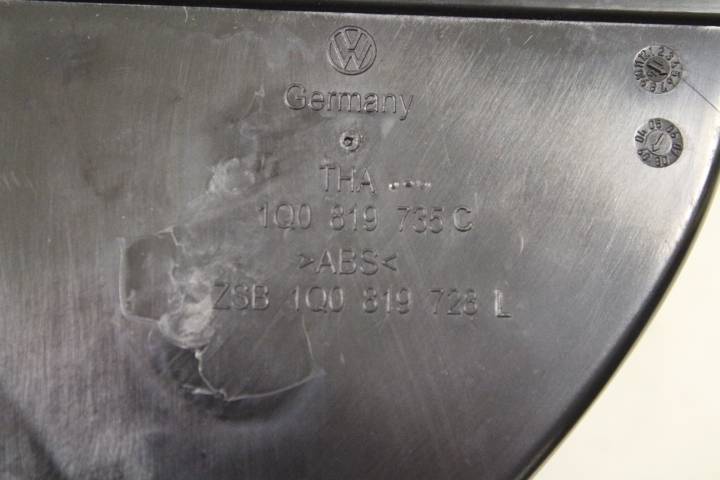 VW
Germany
THA
1Q0 819 735 C
>ABS<
ZSB 1Q0 819 728 L